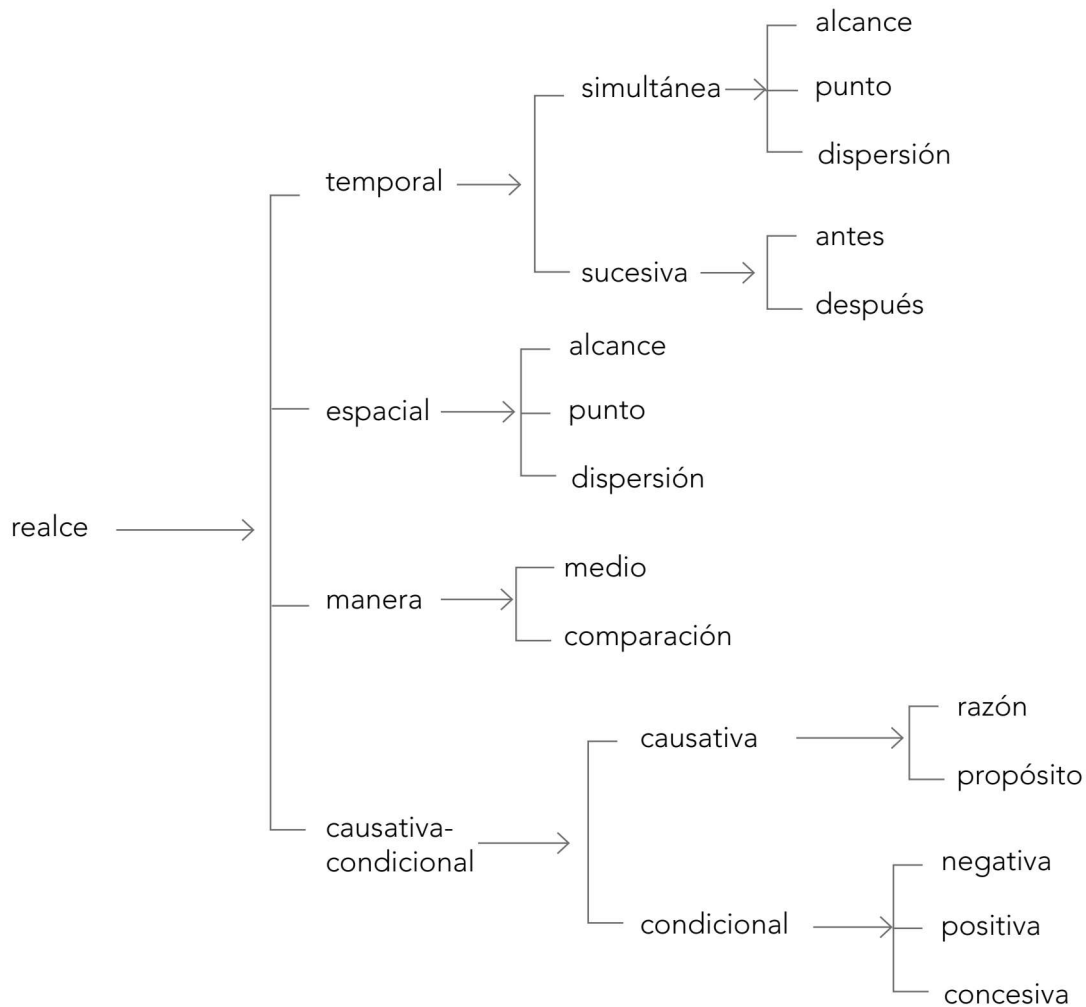 alcance
simultánea
punto
dispersión
temporal
antes
sucesiva
después
alcance
espacial
punto
dispersión
realce
medio
manera
comparación
razón
causativa
propósito
causativa-
condicional
negativa
condicional
positiva
concesiva